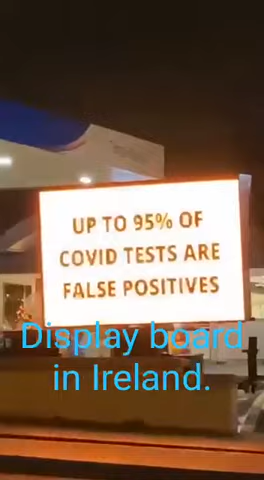 UP TO 95% OF
COVID TESTS ARE
FALSE POSITIVES
Display board
in Ireland.